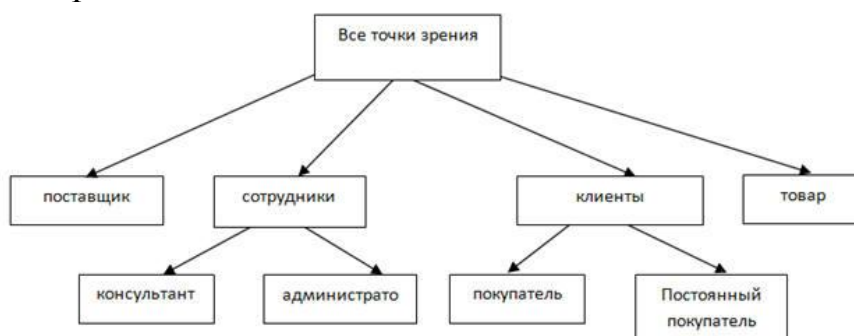 Все точки зрения
поставщик
сотрудники
клиенты
товар
консультант
администрато
покупатель
Постоянный
покупатель